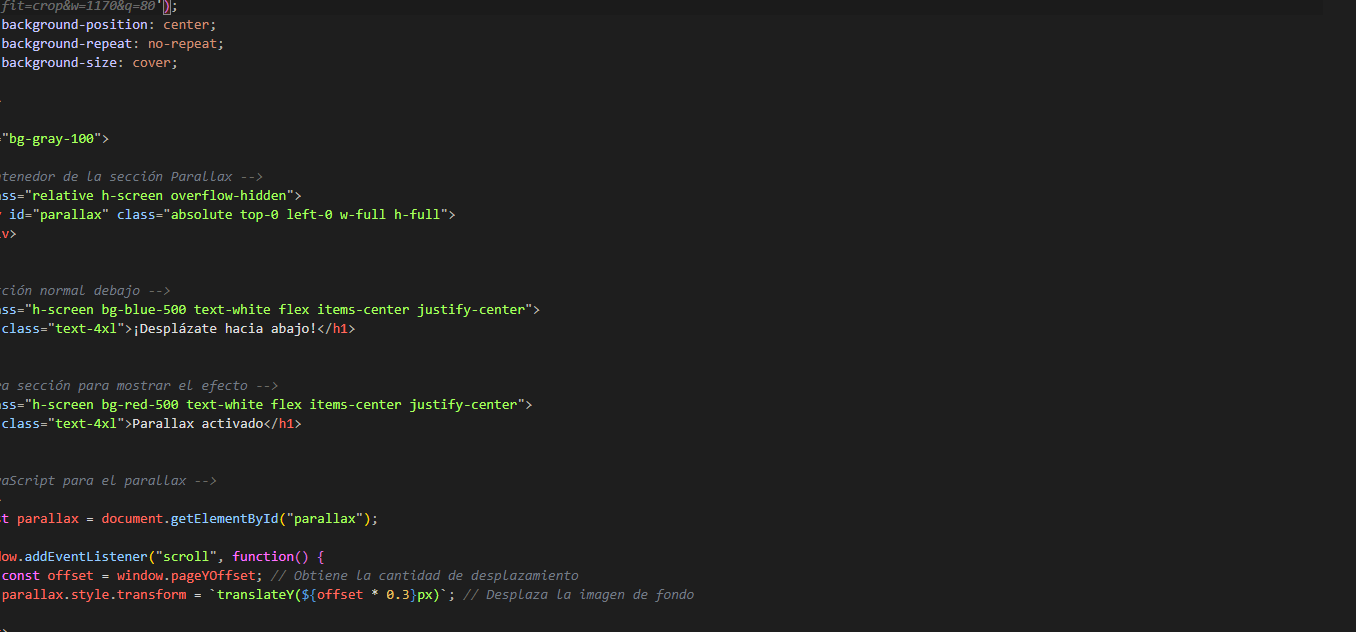 fit=crop&w=1170&q=80');
background-position: center;
background-repeat: no-repeat;
background-size: cover;
="bg-gray-100">
tenedor de la sección Parallax -->
ass="relative h-screen overflow-hidden">
id="parallax" class="absolute top-0 left-0 w-full h-full">
iv>
ción normal debajo -->
ass="h-screen bg-blue-500 text-white flex items-center justify-center">
class="text-4xl">¡Desplázate hacia abajo!</h1>
a sección para mostrar el efecto -->
ass="h-screen bg-red-500 text-white flex items-center justify-center">
class="text-4xl">Parallax activado</h1>
aScript para el parallax -->
t parallax = document.getElementById("parallax");
ow.addEventListener("scroll", function() {
const offset = window.pageYOffset; // Obtiene la cantidad de desplazamiento
parallax.style.transform = `translateY(${offset * 0.3}px)`; // Desplaza la imagen de fondo